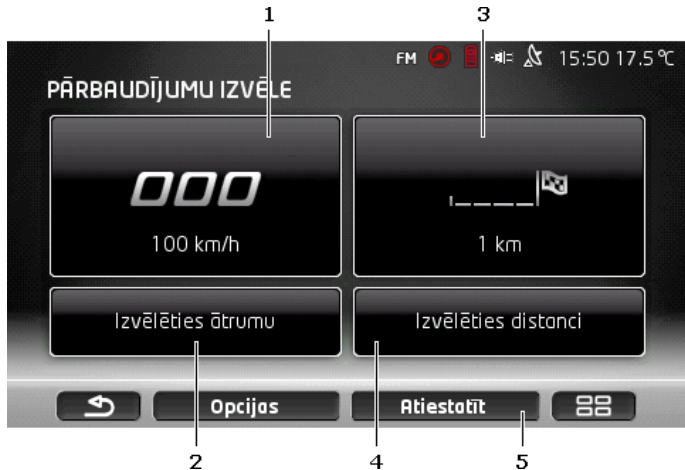 1 3
FM 15:50 17.5 °C
PĀRBAUDĪJUMU IZVĒLE
000
100 km/h
1 km
Izvēlēties ātrumu
Izvēlēties distanci
Opcijas
Atiestatīt
2 4 5